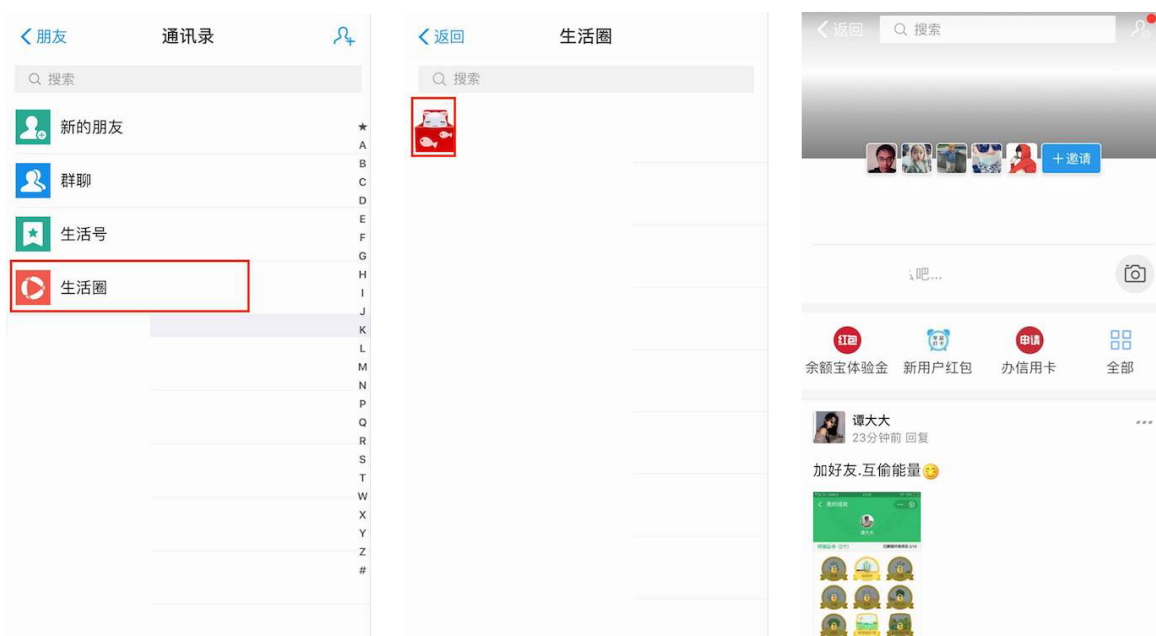 朋友
通讯录
搜索
新的朋友
群聊
生活号
生活圈
★
A
B
C
D
E
F
G
H
I
J
K
L
M
N
P
Q
R
S
T
W
X
Y
Z
#
返回
生活圈
搜索
返回
搜索
+邀请
吧...
红包
申请
余额宝体验金
新用户红包
办信用卡
全部
谭大大
23分钟前 回复
加好友.互偷能量😋